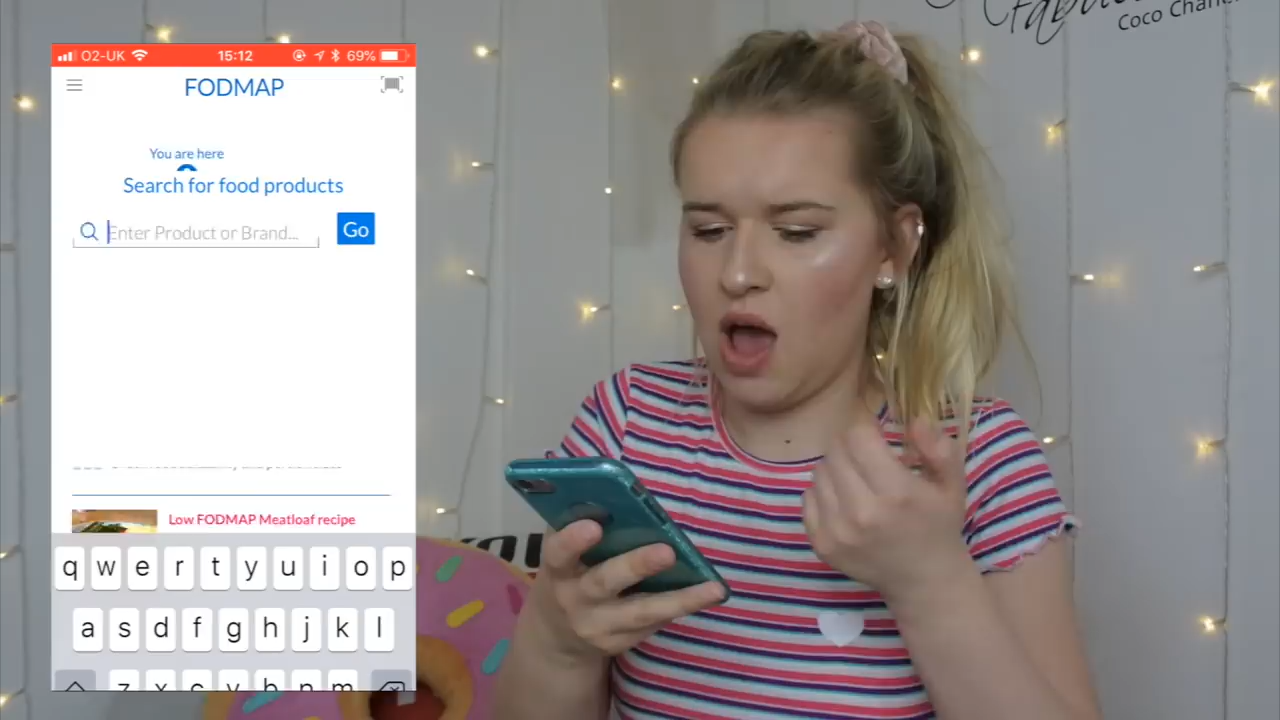 O2-UK 15:12 69%
FODMAP
You are here
Search for food products
Enter Product or Brand...
Go
Low FODMAP Meatloaf recipe
q w e r t y u i o p
a s d f g h j k l
z x c v b n m
Coco Chanel